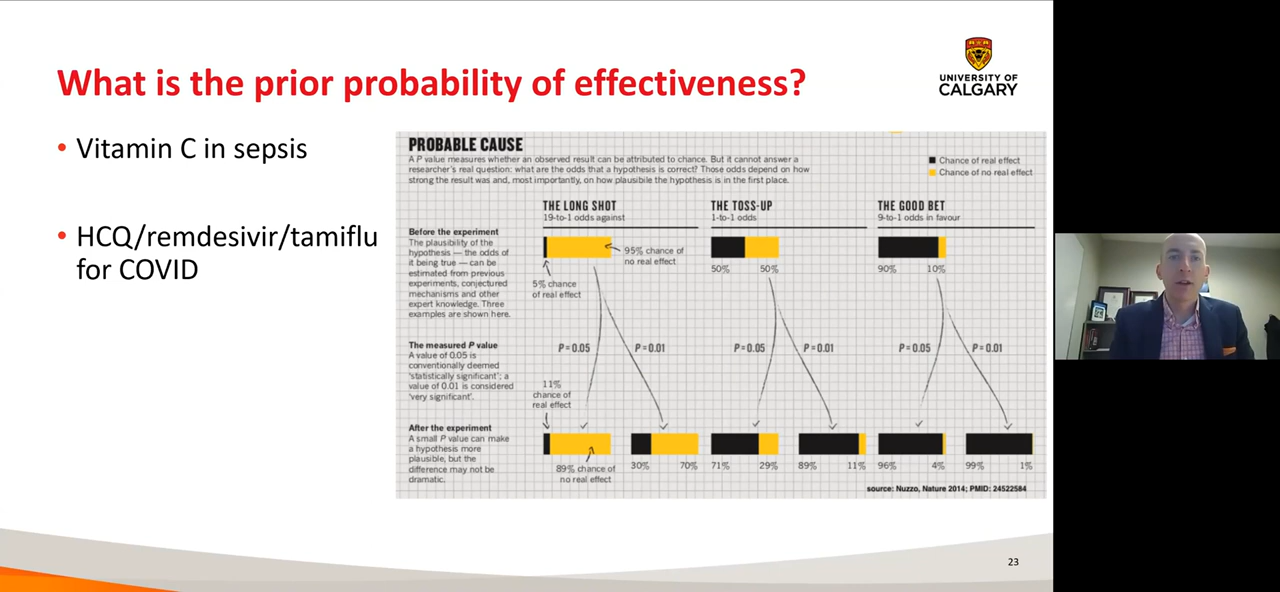 What is the prior probability of effectiveness?
UNIVERSITY OF
CALGARY
• Vitamin C in sepsis
• HCQ/remdesivir/tamiflu
for COVID
PROBABLE CAUSE
A P value measures whether an observed result can be attributed to chance. But it cannot answer a
researcher's real question: what are the odds that a hypothesis is correct? Those odds depend on how
strong the result was and, most importantly, on how plausibile the hypothesis is in the first place.
Chance of real effect
Chance of no real effect
THE LONG SHOT
19-to-1 odds against
THE TOSS-UP
1-to-1 odds
THE GOOD BET
9-to-1 odds in favour
Before the experiment
The plausibility of the
hypothesis — the odds of
it being true — can be
estimated from previous
experiments, conjectured
mechanisms and other
expert knowledge. Three
examples are shown here.
95% chance of
no real effect
5% chance
of real effect
50% 50%
90% 10%
The measured P value
A value of 0.05 is
conventionally deemed
'statistically significant'; a
value of 0.01 is considered
'very significant'.
P = 0.05 P = 0.01
P = 0.05 P = 0.01
P = 0.05 P = 0.01
11%
chance of
real effect
After the experiment
A small P value can make
a hypothesis more
plausible, but the
difference may not be
dramatic.
89% chance of
no real effect
30% 70%
71% 29%
89% 11%
96% 4%
99% 1%
source: Nuzzo, Nature 2014; PMID: 24522584
23